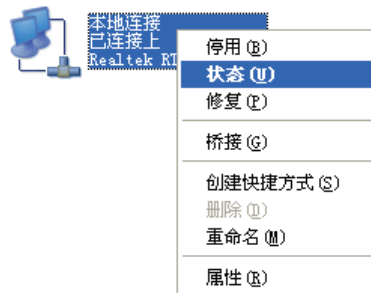 本地连接
已连接上
Realtek RT
停用(B)
状态(U)
修复(P)
桥接(G)
创建快捷方式(S)
删除(D)
重命名(M)
属性(R)